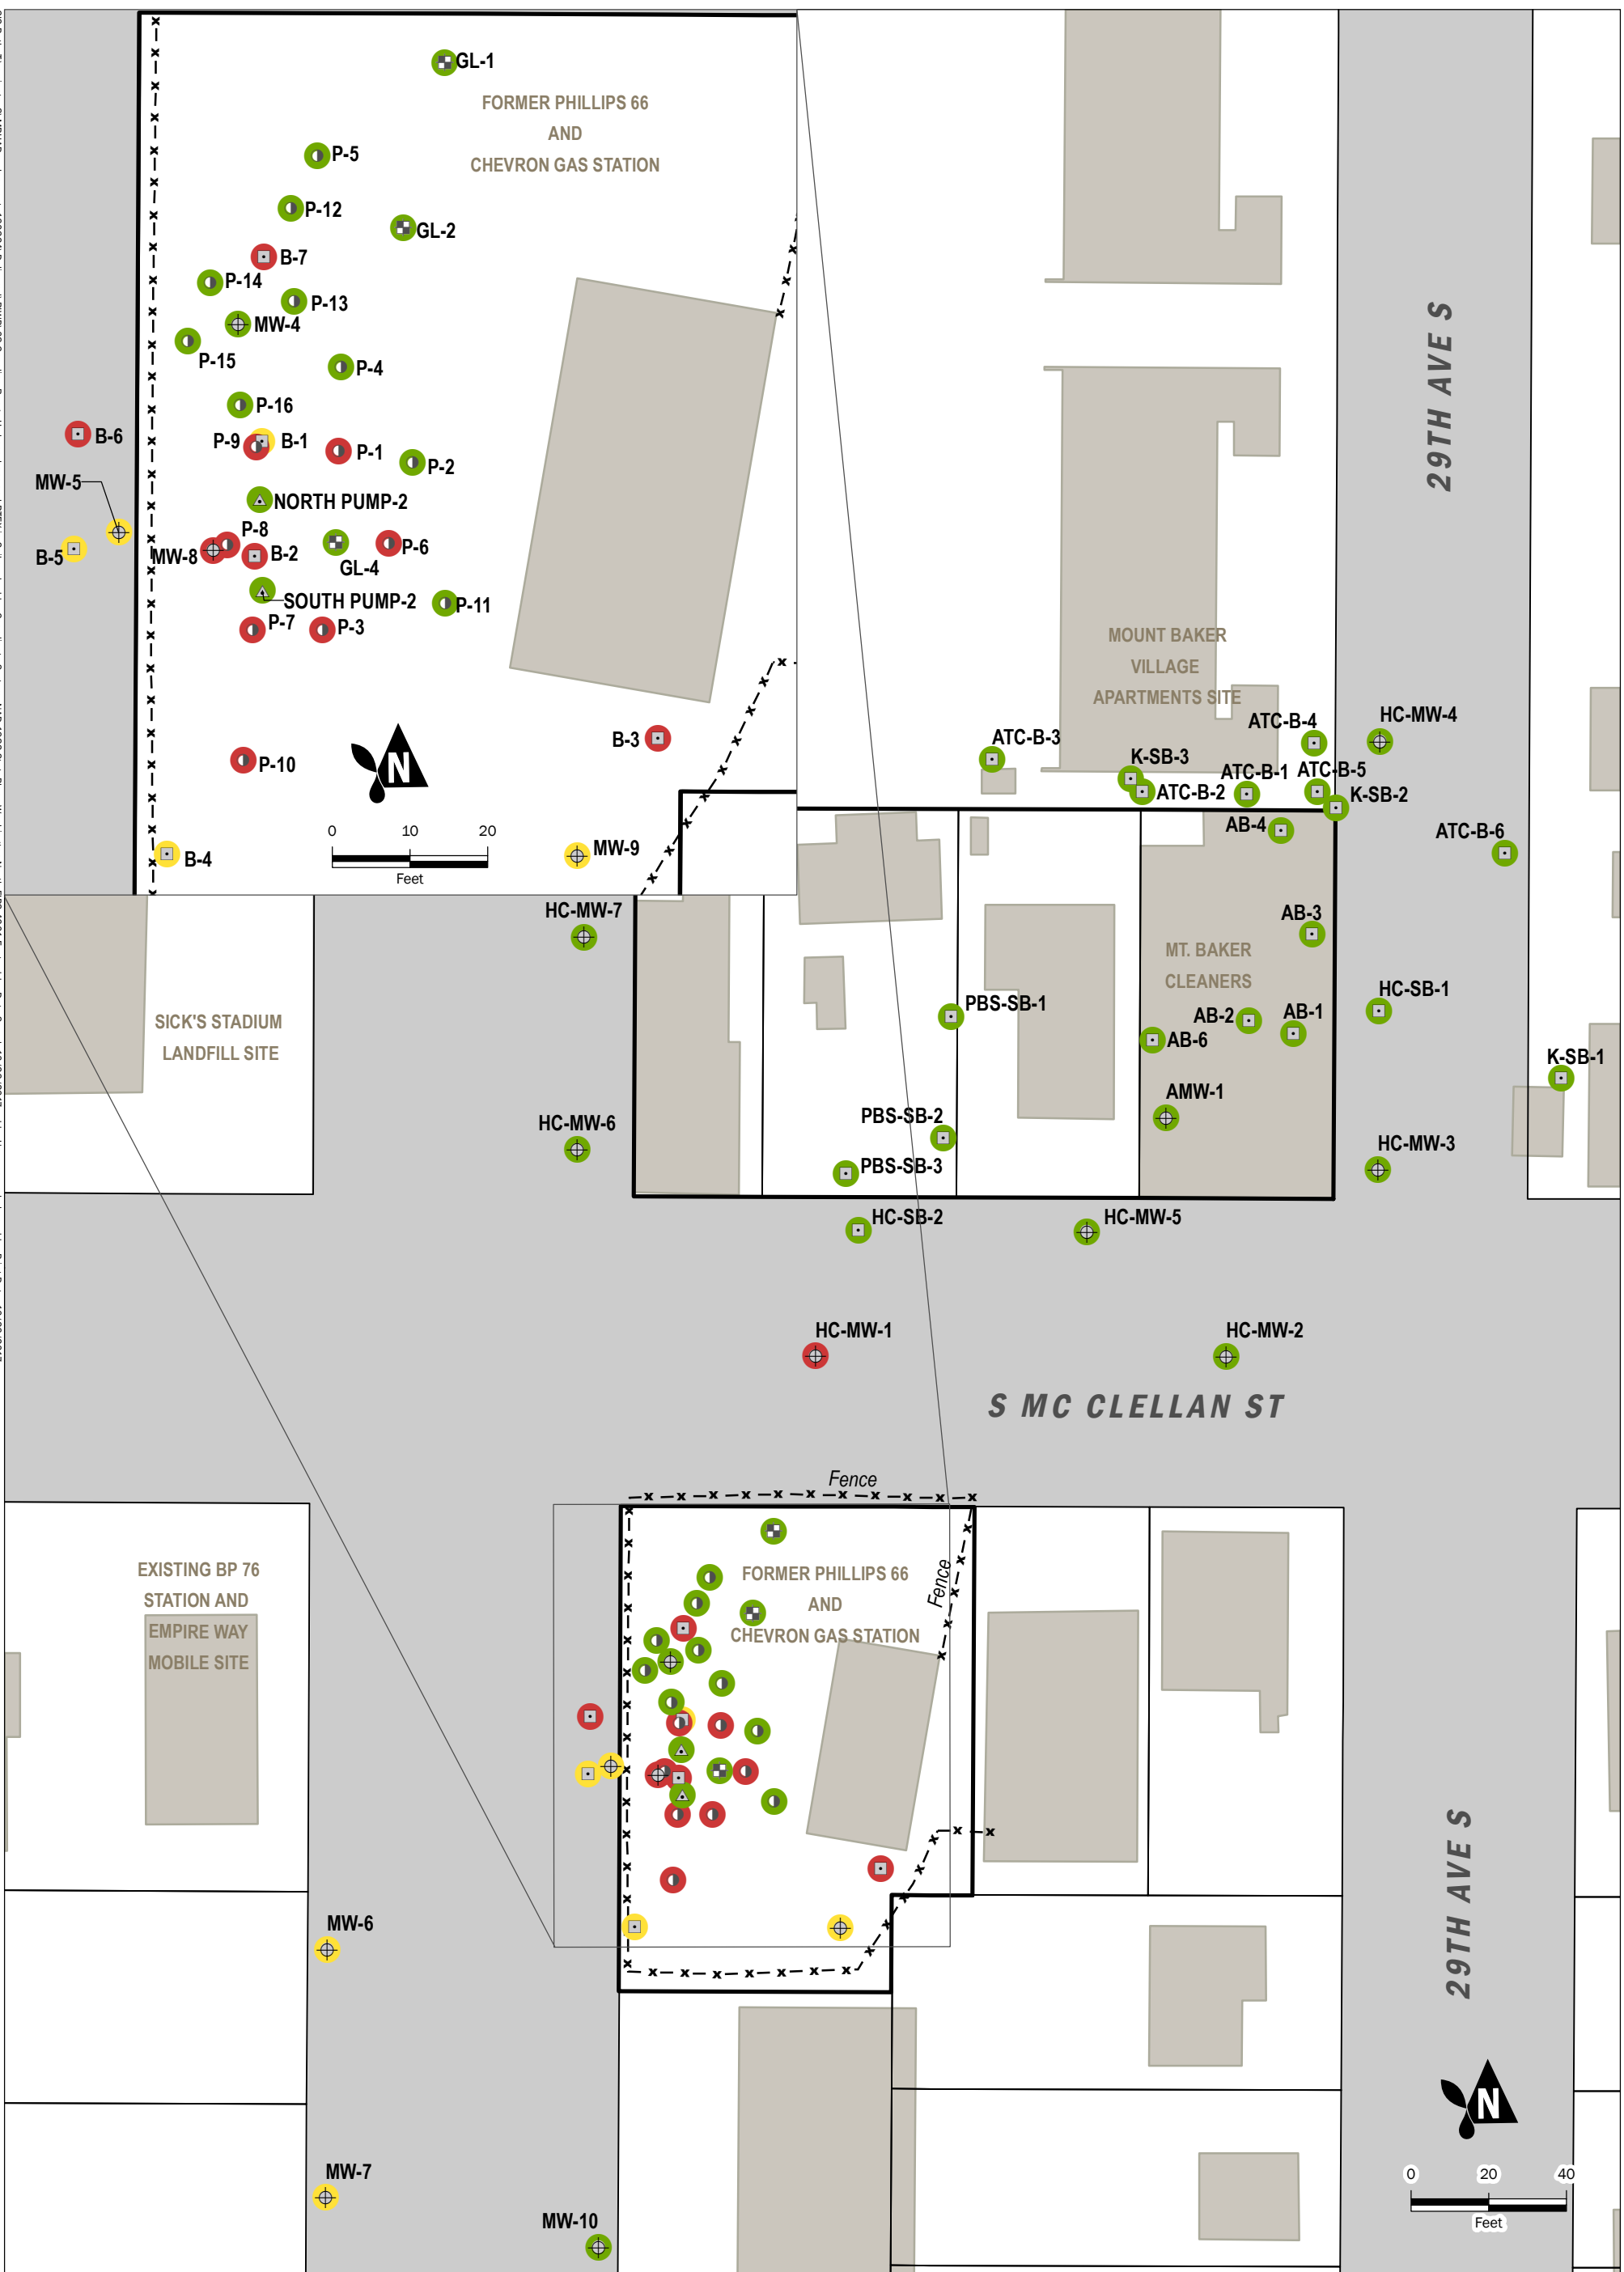 GL-1
FORMER PHILLIPS 66
AND
CHEVRON GAS STATION
P-5
P-12
GL-2
B-7
P-14
P-13
MW-4
P-15
P-4
P-16
B-6
P-9
B-1
P-1
P-2
MW-5
NORTH PUMP-2
P-8
B-5
MW-8
B-2
P-6
GL-4
SOUTH PUMP-2
P-11
P-7
P-3
B-3
P-10
N
0 10 20
Feet
B-4
MW-9
29TH AVE S
MOUNT BAKER
VILLAGE
APARTMENTS SITE
ATC-B-3
ATC-B-4
HC-MW-4
K-SB-3
ATC-B-1
ATC-B-5
ATC-B-2
K-SB-2
AB-4
ATC-B-6
HC-MW-7
AB-3
MT. BAKER
CLEANERS
SICK'S STADIUM
LANDFILL SITE
PBS-SB-1
HC-SB-1
AB-2
AB-1
AB-6
K-SB-1
AMW-1
HC-MW-6
PBS-SB-2
HC-MW-3
PBS-SB-3
HC-SB-2
HC-MW-5
HC-MW-1
HC-MW-2
S MC CLELLAN ST
Fence
EXISTING BP 76
STATION AND
EMPIRE WAY
MOBILE SITE
FORMER PHILLIPS 66
AND
CHEVRON GAS STATION
Fence
29TH AVE S
MW-6
MW-7
MW-10
N
0 20 40
Feet